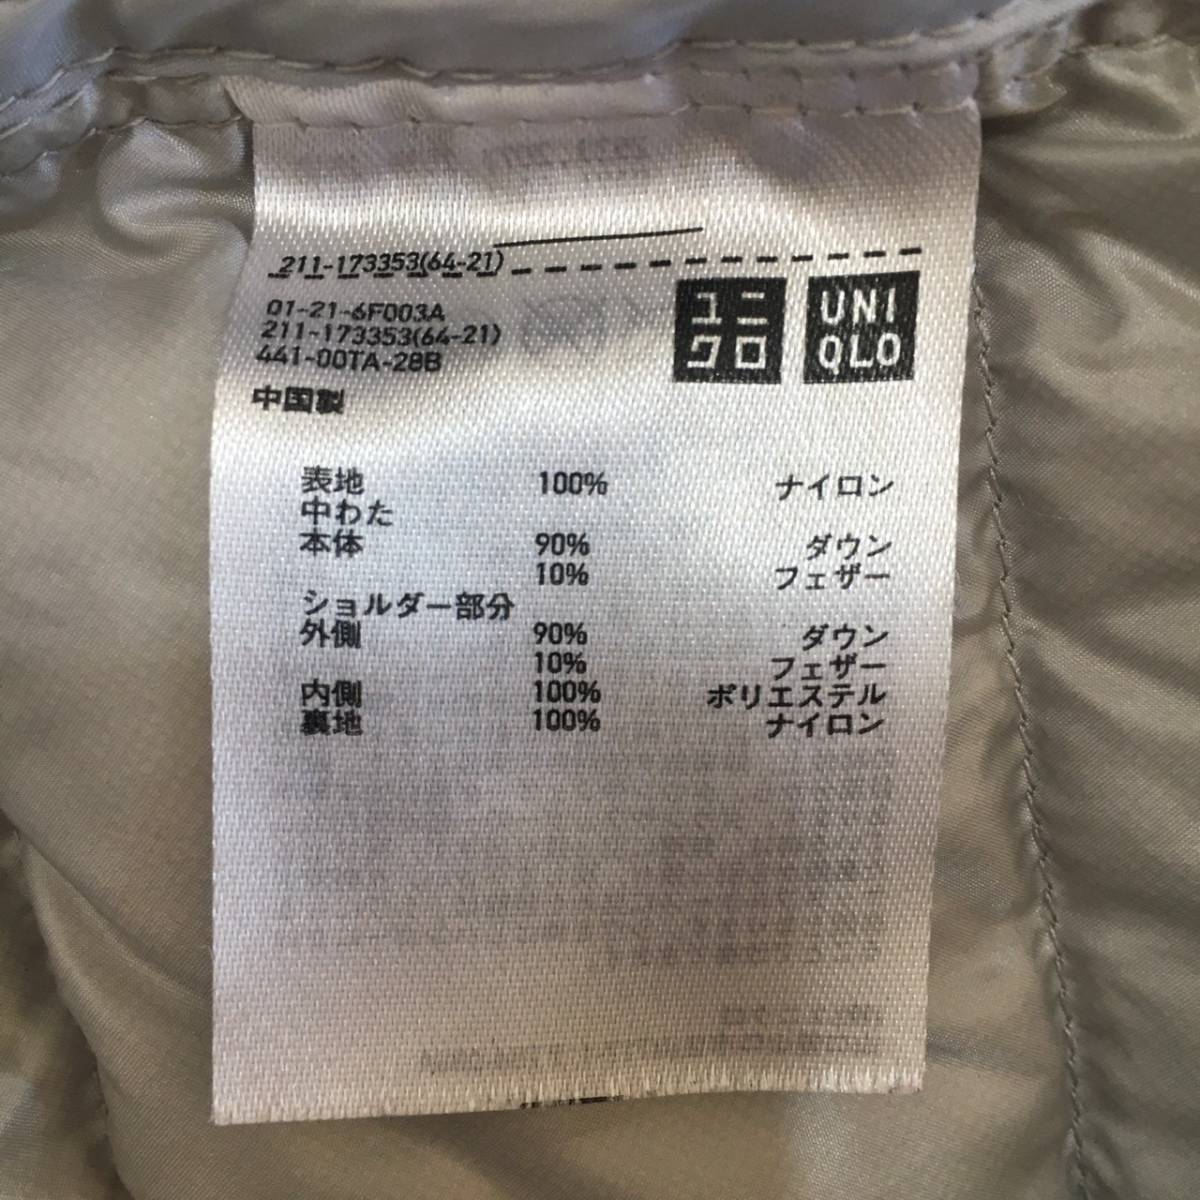 211-173353(64-21)
01-21-6F003A
211-173353(64-21)
441-00TA-28B
中国製
ユニ
クロ
UNI
QLO
表地 100% ナイロン
中わた
本体 90% ダウン
10% フェザー
ショルダー部分
外側 90% ダウン
10% フェザー
内側 100% ポリエステル
裏地 100% ナイロン